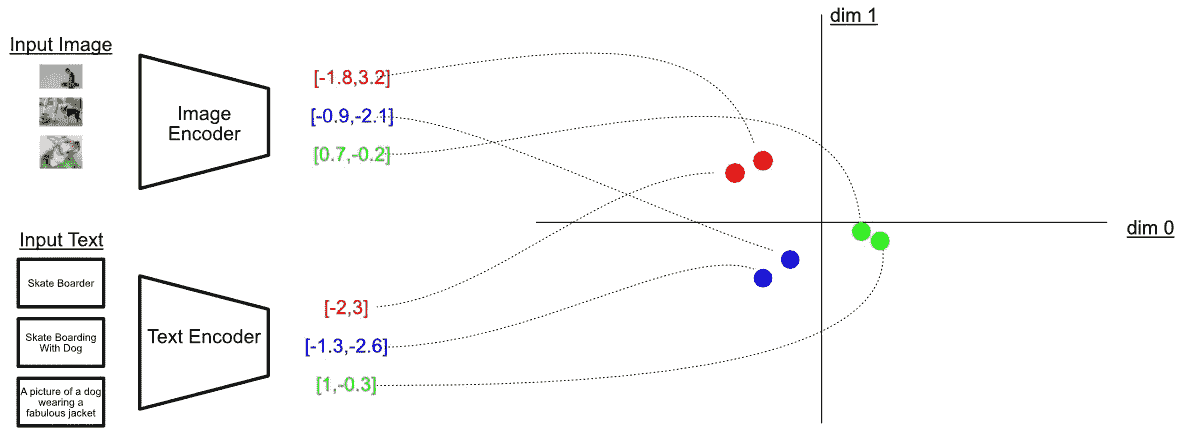 dim 1
Input Image
Image
Encoder
[-1.8,3.2]
[-0.9,-2.1]
[0.7,-0.2]
dim 0
Input Text
Skate Boarder
Skate Boarding
With Dog
A picture of a dog
wearing a
fabulous jacket
Text Encoder
[-2,3]
[-1.3,-2.6]
[1,-0.3]